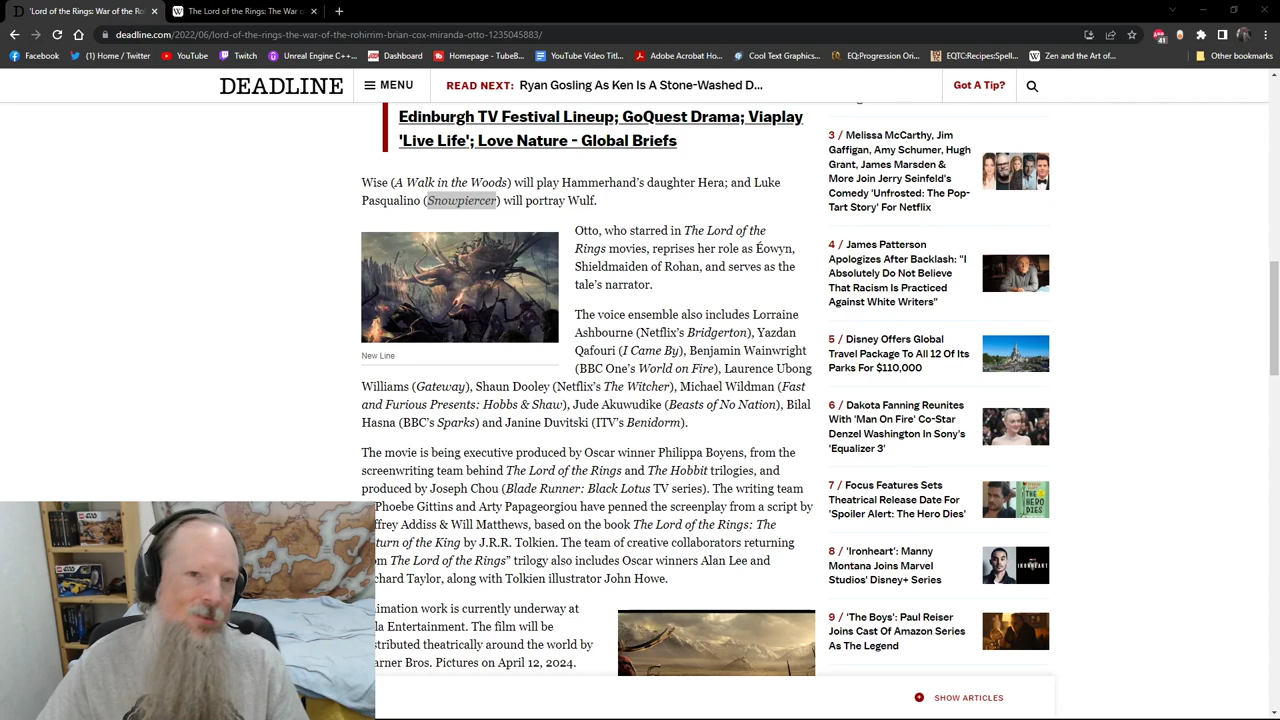 'Lord of the Rings: The War of the Roh
The Lord of the Rings: The War o
deadline.com/2022/06/lord-of-the-rings-the-war-of-the-rohirrim-brian-cox-miranda-otto-1235045883/
41
Facebook
(1) Home / Twitter
YouTube
Udemy
Unreal Engine C++...
Dashboard
Homepage - TubeB...
YouTube Video Titl...
Adobe Acrobat Ho...
Cool Text Graphics...
EQ:Progression Ori...
EQITC:RecipesSpell...
Zen and the Art of...
Other bookmarks
DEADLINE
MENU
READ NEXT: Ryan Gosling As Ken Is A Stone-Washed D...
Got A Tip?
Edinburgh TV Festival Lineup; GoQuest Drama; Viaplay
'Live Life'; Love Nature – Global Briefs
Wise (A Walk in the Woods) will play Hammerhand's daughter Hera; and Luke
Pasqualino (Snowpiercer) will portray Wulf.
New Line
Otto, who starred in The Lord of the
Rings movies, reprises her role as Éowyn,
Shieldmaiden of Rohan, and serves as the
tale's narrator.
The voice ensemble also includes Lorraine
Ashbourne (Netflix's Bridgerton), Yazdan
Qafouri (I Came By), Benjamin Wainwright
(BBC One's World on Fire), Laurence Ubong
Williams (Gateway), Shaun Dooley (Netflix's The Witcher), Michael Wildman (Fast
and Furious Presents: Hobbs & Shaw), Jude Akuwudike (Beasts of No Nation), Bilal
Hasna (BBC's Sparks) and Janine Duvitski (ITV's Benidorm).
The movie is being executive produced by Oscar winner Philippa Boyens, from the
screenwriting team behind The Lord of the Rings and The Hobbit trilogies, and
produced by Joseph Chou (Blade Runner: Black Lotus TV series). The writing team
Phoebe Gittins and Arty Papageorgiou have penned the screenplay from a script by
ffrey Addiss & Will Matthews, based on the book The Lord of the Rings: The
turn of the King by J.R.R. Tolkien. The team of creative collaborators returning
om The Lord of the Rings" trilogy also includes Oscar winners Alan Lee and
chard Taylor, along with Tolkien illustrator John Howe.
imation work is currently underway at
la Entertainment. The film will be
stributed theatrically around the world by
arner Bros. Pictures on April 12, 2024.
3 / Melissa McCarthy, Jim
Gaffigan, Amy Schumer, Hugh
Grant, James Marsden &
More Join Jerry Seinfeld's
Comedy 'Unfrosted: The Pop-
Tart Story' For Netflix
4 / James Patterson
Apologizes After Backlash: "I
Absolutely Do Not Believe
That Racism Is Practiced
Against White Writers"
5 / Disney Offers Global
Travel Package To All 12 Of Its
Parks For $110,000
6 / Dakota Fanning Reunites
With 'Man On Fire' Co-Star
Denzel Washington In Sony's
'Equalizer 3'
7 / Focus Features Sets
Theatrical Release Date For
'Spoiler Alert: The Hero Dies'
THE
HERO
DIES
8 / 'Ironheart': Manny
Montana Joins Marvel
Studios' Disney+ Series
IRONHEART
9 / 'The Boys': Paul Reiser
Joins Cast Of Amazon Series
As The Legend
SHOW ARTICLES